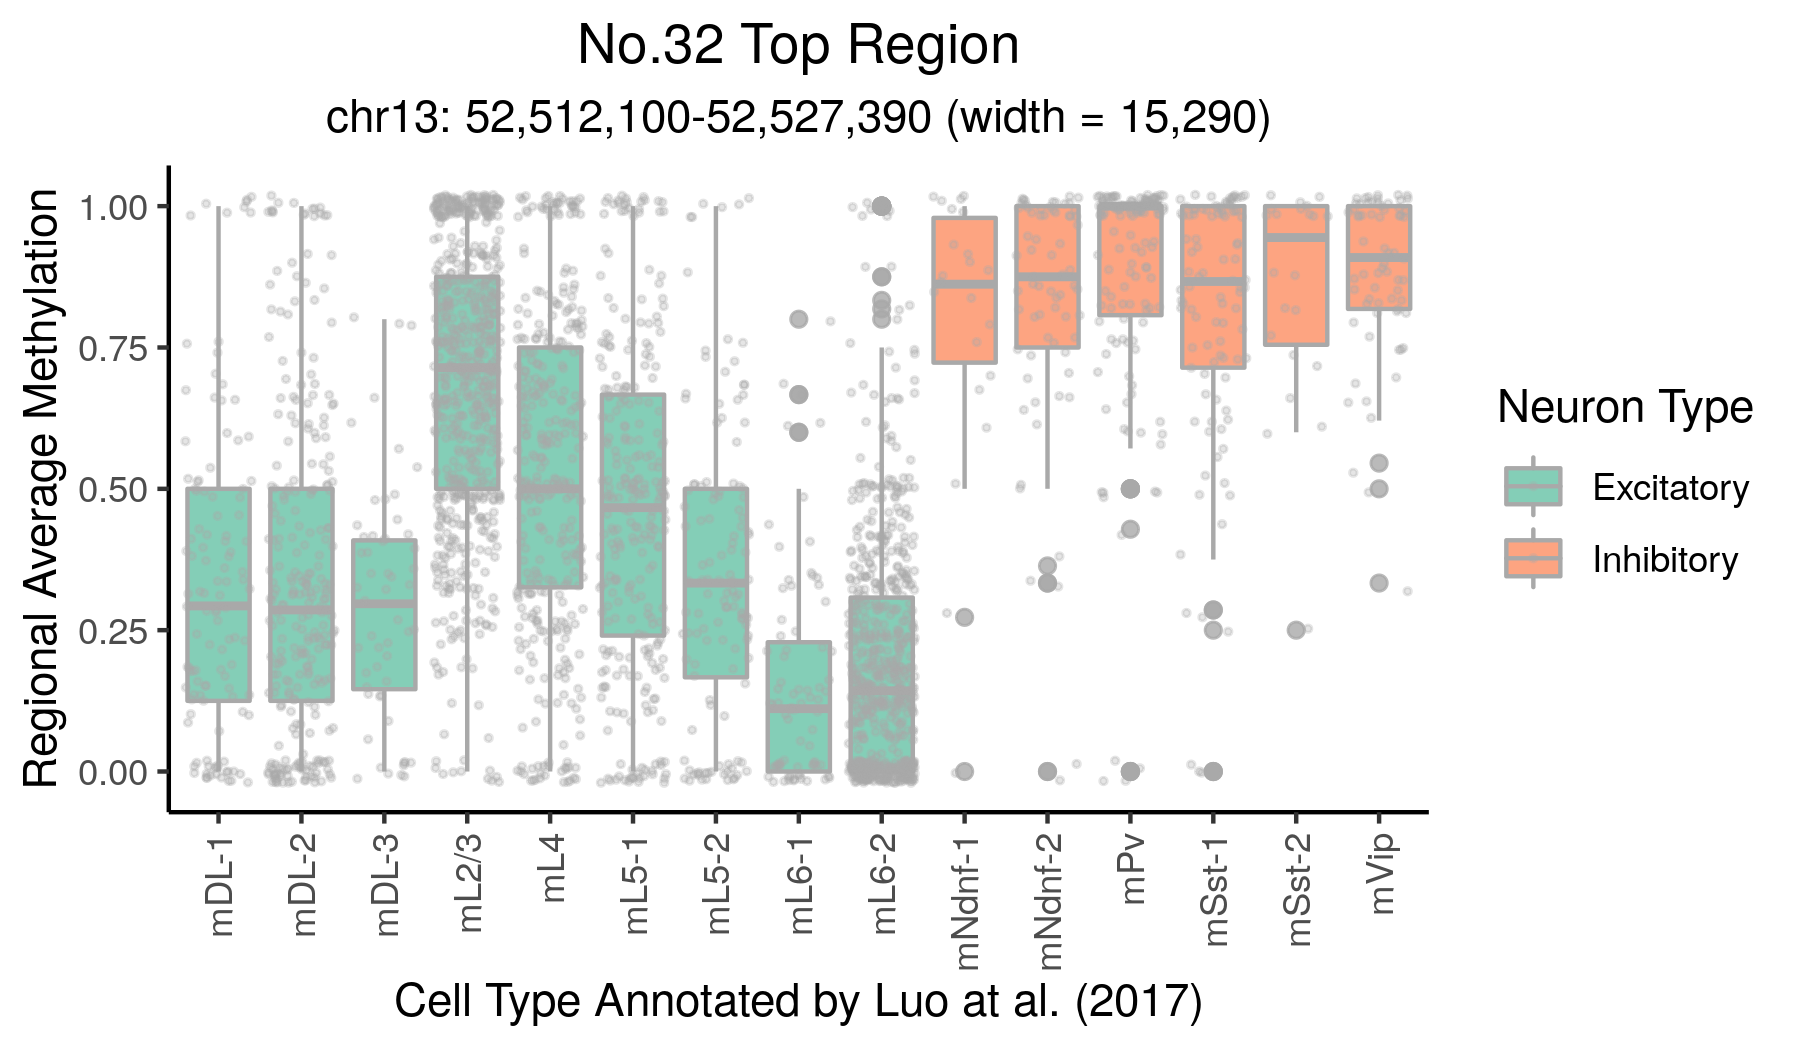 No.32 Top Region
chr13: 52,512,100-52,527,390 (width = 15,290)
Regional Average Methylation
1.00
0.75
0.50
0.25
0.00
mDL-1
mDL-2
mDL-3
mL2/3
mL4
mL5-1
mL5-2
mL6-1
mL6-2
mNdnf-1
mNdnf-2
mPv
mSst-1
mSst-2
mVip
Cell Type Annotated by Luo at al. (2017)
Neuron Type
Excitatory
Inhibitory